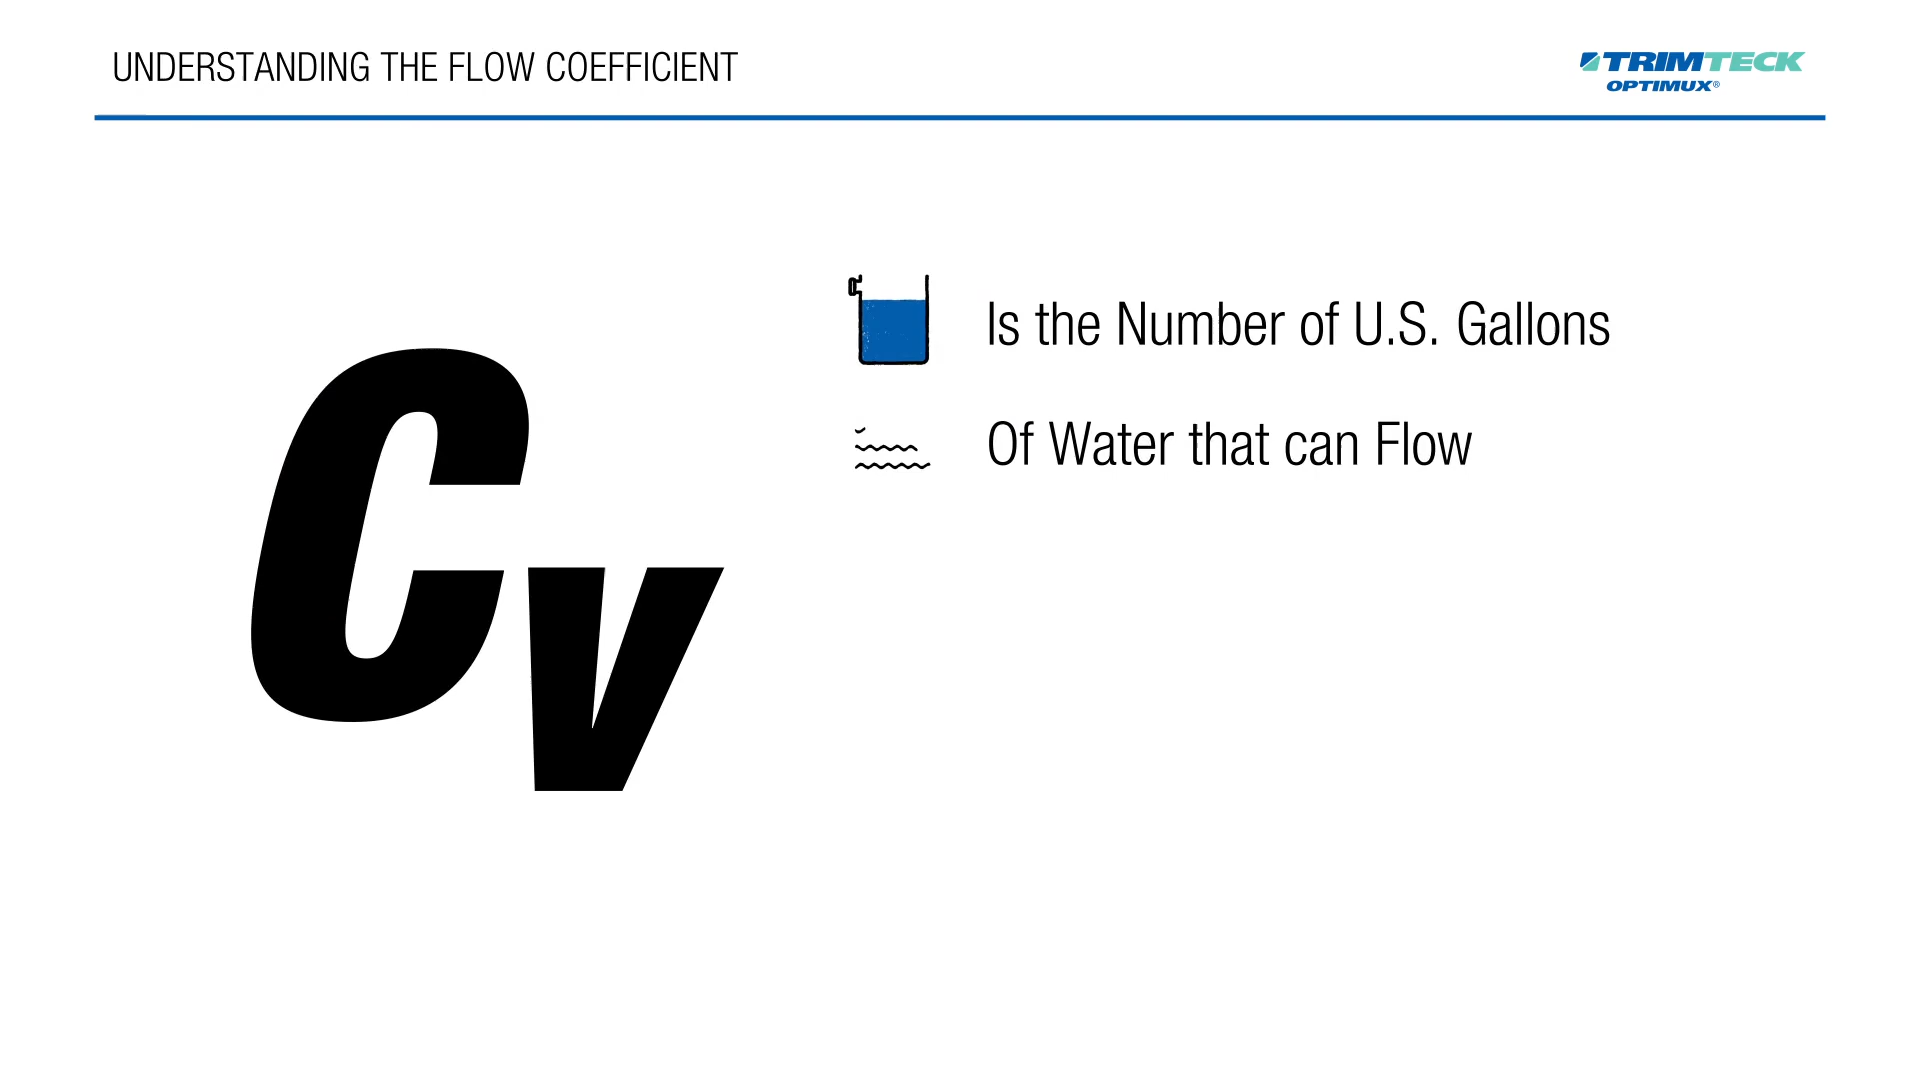 UNDERSTANDING THE FLOW COEFFICIENT
TRIMTECK
OPTIMUX®
Cv
Is the Number of U.S. Gallons
Of Water that can Flow